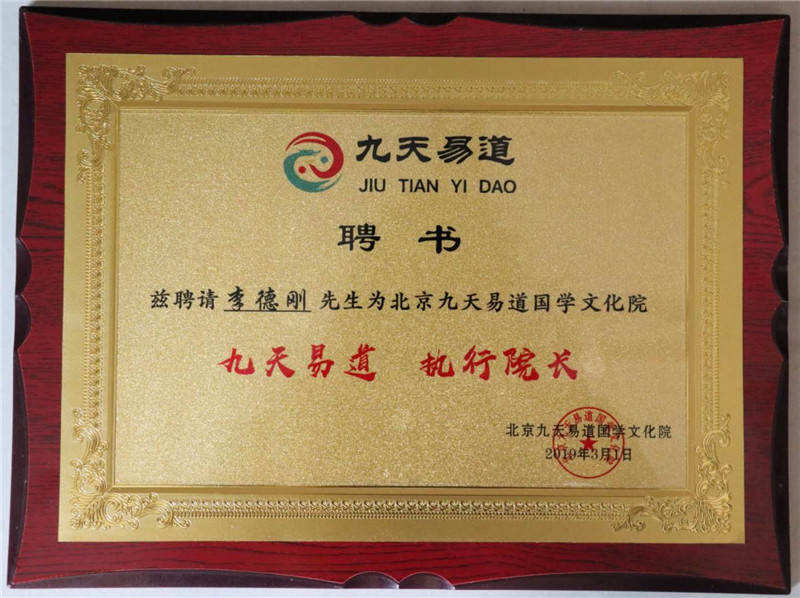 九天易道
JIU TIAN YI DAO
聘 书
兹聘请 李德刚 先生为北京九天易道国学文化院
九天易道 执行院长
北京九天易道国学文化院
2019年3月1日